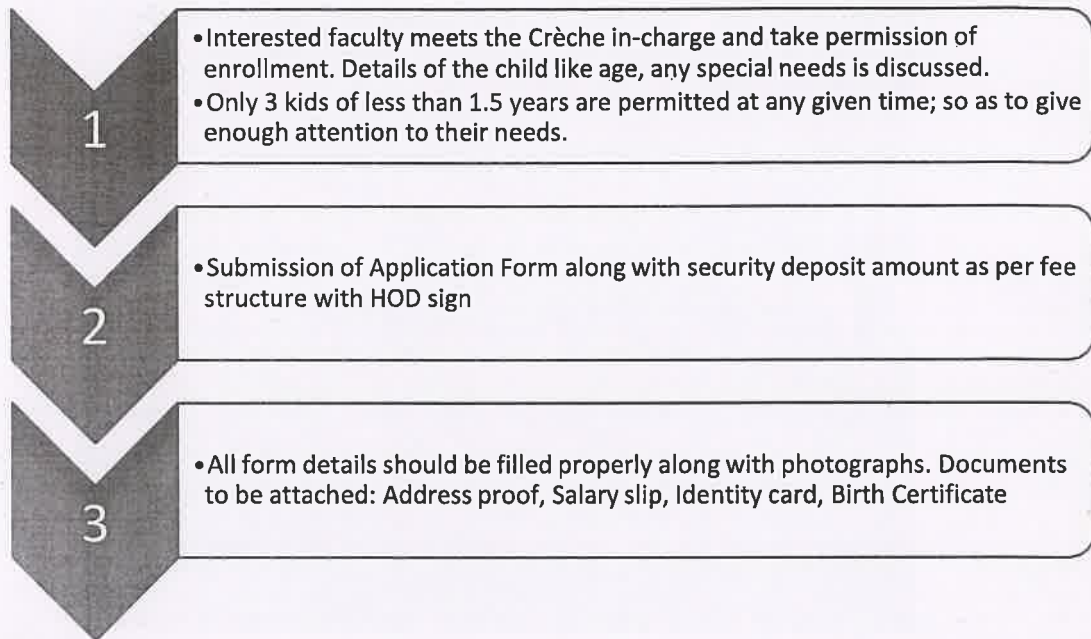 1
•Interested faculty meets the Crèche in-charge and take permission of
enrollment. Details of the child like age, any special needs is discussed.
•Only 3 kids of less than 1.5 years are permitted at any given time; so as to give
enough attention to their needs.
2
•Submission of Application Form along with security deposit amount as per fee
structure with HOD sign
3
•All form details should be filled properly along with photographs. Documents
to be attached: Address proof, Salary slip, Identity card, Birth Certificate